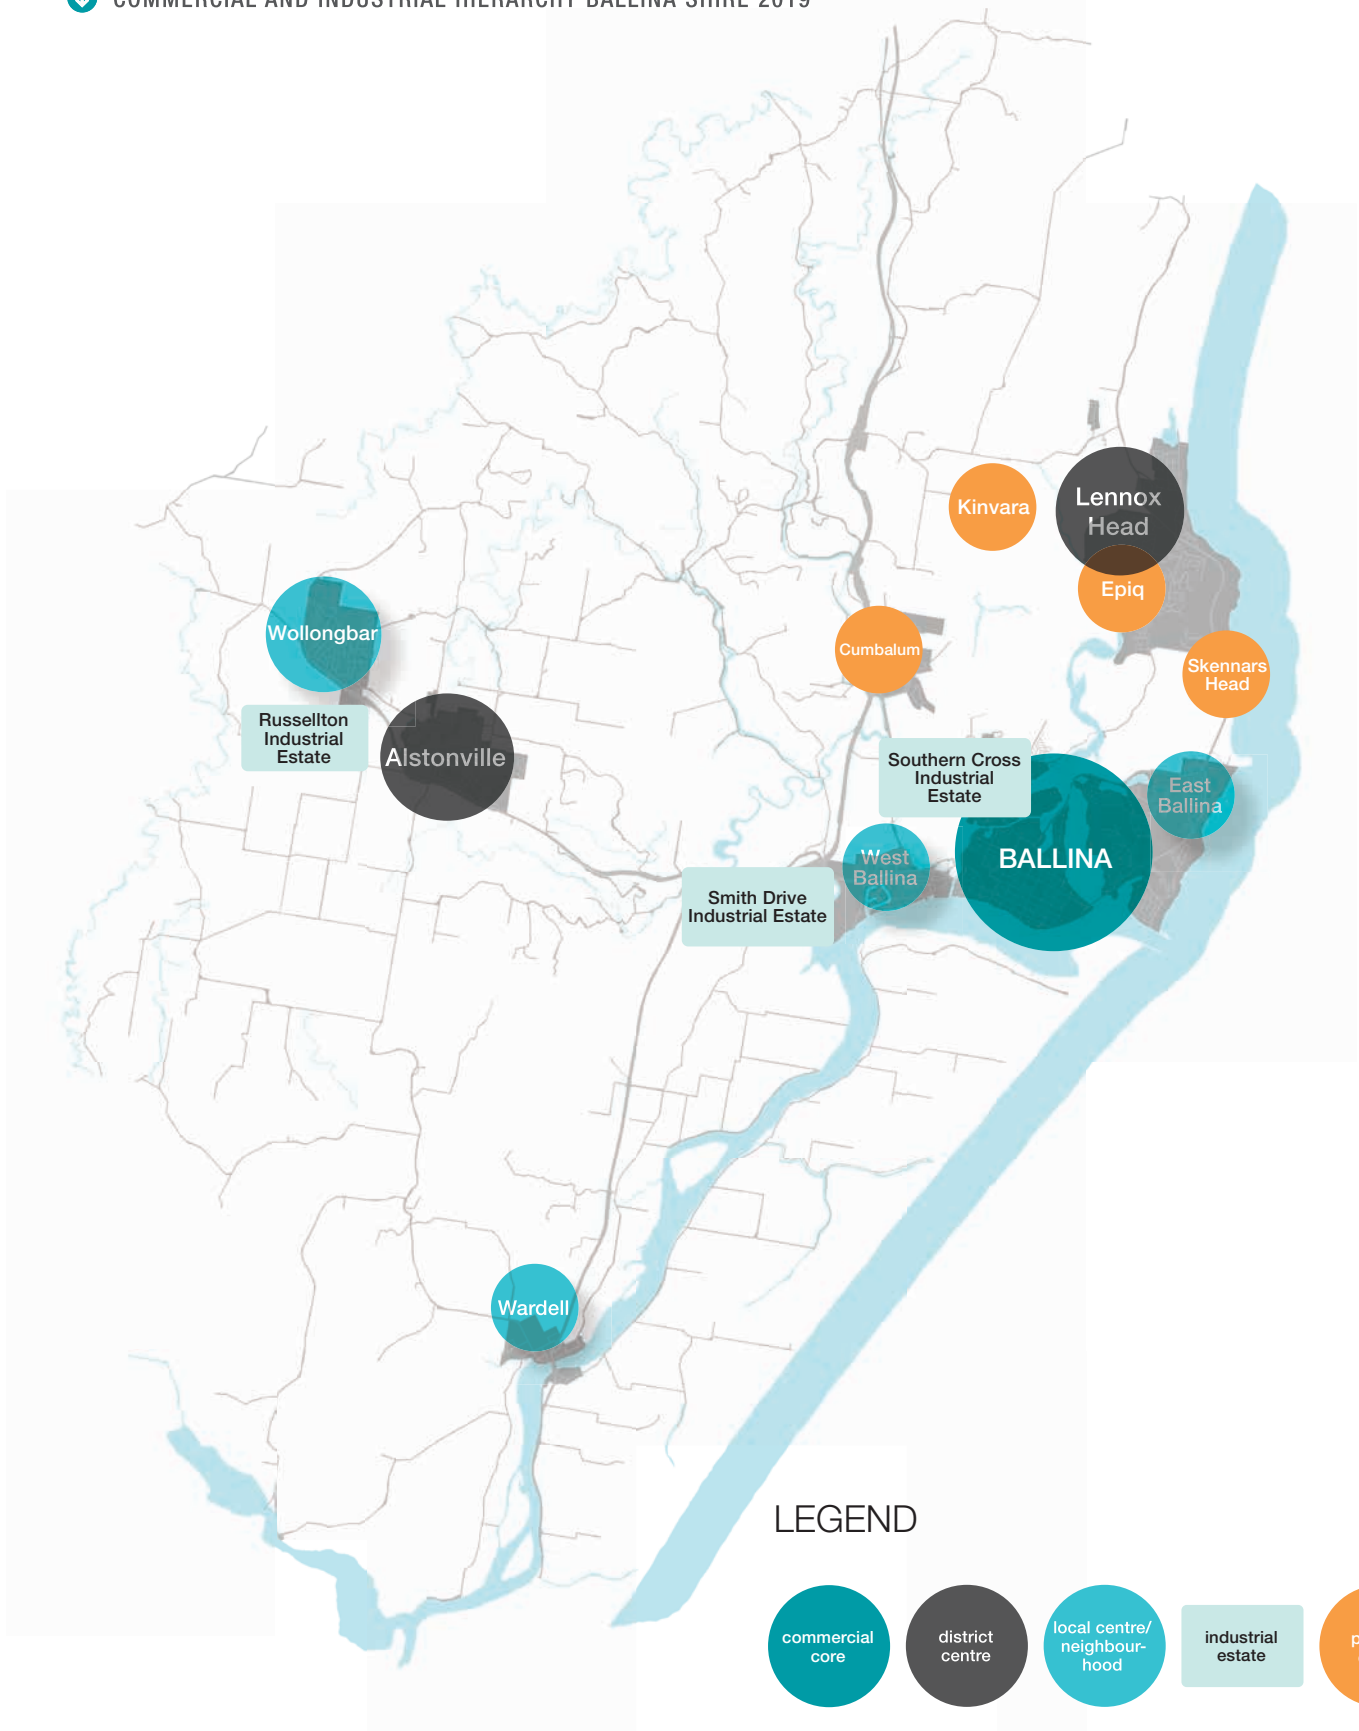 COMMERCIAL AND INDUSTRIAL HIERARCHY BALLINA SHIRE 2019
Kinvara
Lennox
Head
Epiq
Wollongbar
Cumbalum
Skennars
Head
Russellton
Industrial
Estate
Alstonville
Southern Cross
Industrial
Estate
East
Ballina
West
Ballina
BALLINA
Smith Drive
Industrial Estate
Wardell
LEGEND
commercial
core
district
centre
local centre/
neighbour-
hood
industrial
estate